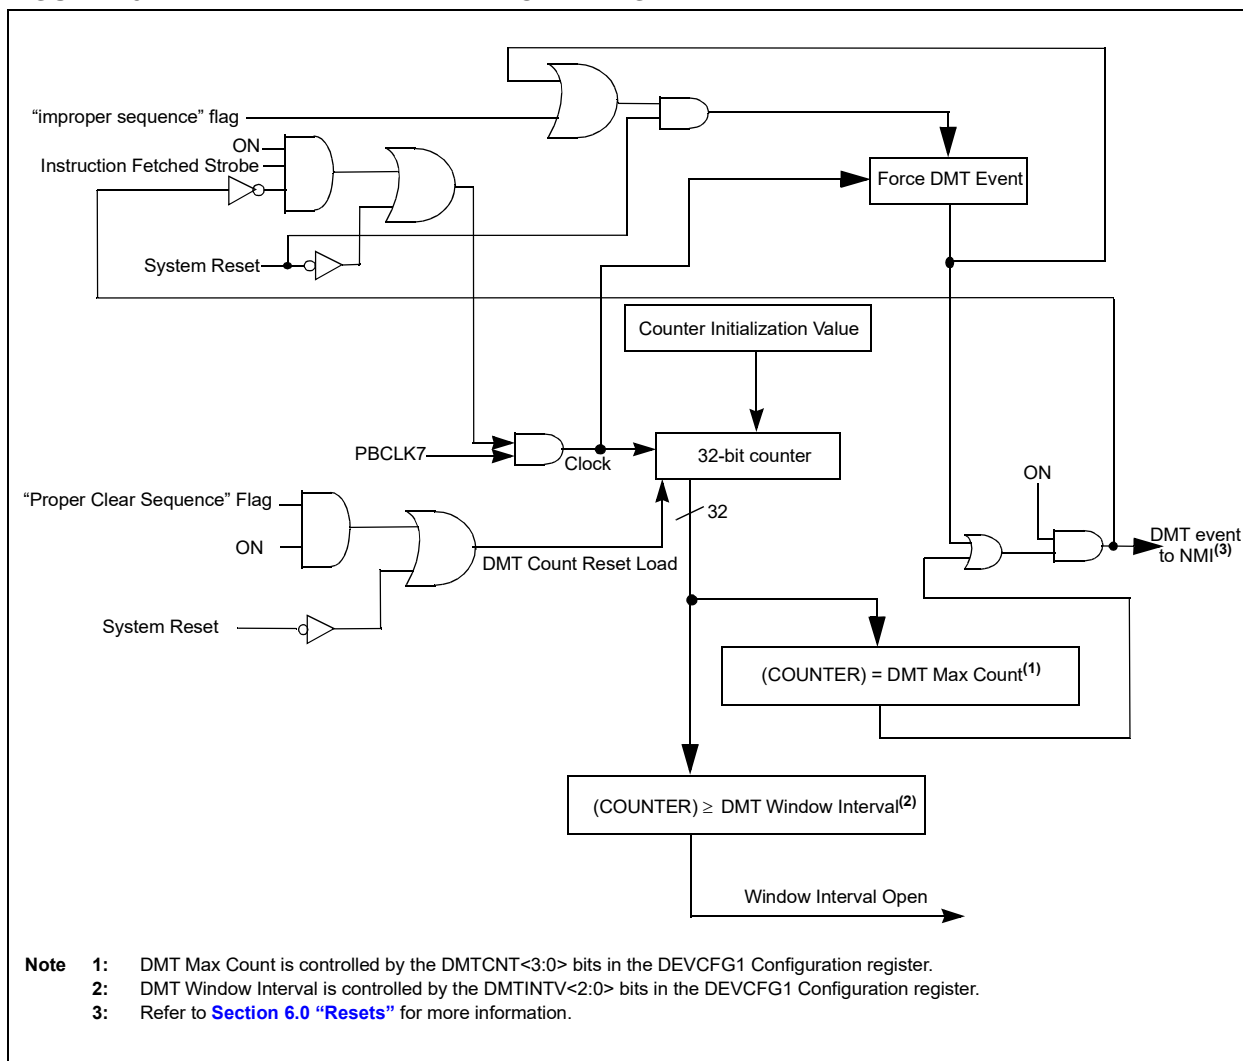 “improper sequence” flag
ON
Instruction Fetched Strobe
Force DMT Event
System Reset
Counter Initialization Value
PBCLK7
Clock
32-bit counter
ON
“Proper Clear Sequence” Flag
32
ON
DMT Count Reset Load
DMT event
to NMI(3)
System Reset
(COUNTER) = DMT Max Count(1)
(COUNTER) ≥ DMT Window Interval(2)
Window Interval Open
Note 1: DMT Max Count is controlled by the DMTCNT<3:0> bits in the DEVCFG1 Configuration register.
2: DMT Window Interval is controlled by the DMTINTV<2:0> bits in the DEVCFG1 Configuration register.
3: Refer to Section 6.0 “Resets” for more information.